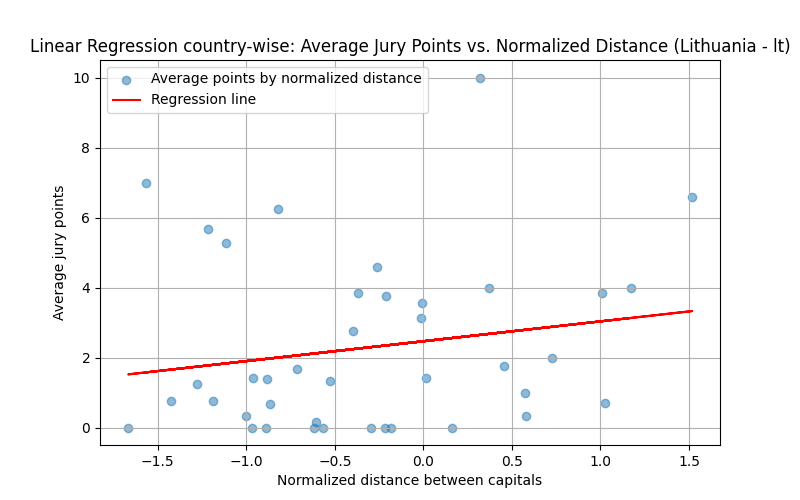 Linear Regression country-wise: Average Jury Points vs. Normalized Distance (Lithuania - lt)
Average points by normalized distance
Regression line
10
8
6
4
2
0
Average jury points
−1.5 −1.0 −0.5 0.0 0.5 1.0 1.5
Normalized distance between capitals